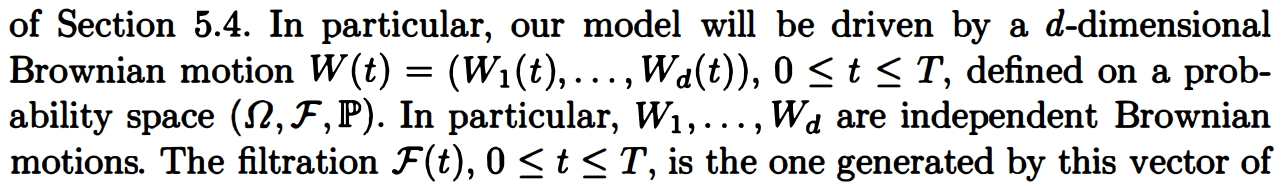 of Section 5.4. In particular, our model will be driven by a d-dimensional
Brownian motion W(t) = (W₁(t), . . . , W_d(t)), 0 ≤ t ≤ T, defined on a prob-
ability space (Ω, ℱ, ℙ). In particular, W₁, . . . , W_d are independent Brownian
motions. The filtration ℱ(t), 0 ≤ t ≤ T, is the one generated by this vector of